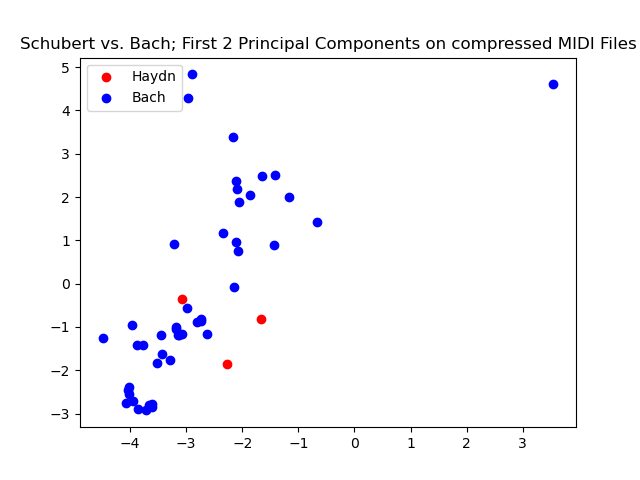 Schubert vs. Bach; First 2 Principal Components on compressed MIDI Files
Haydn
Bach
5
4
3
2
1
0
−1
−2
−3
−4 −3 −2 −1 0 1 2 3